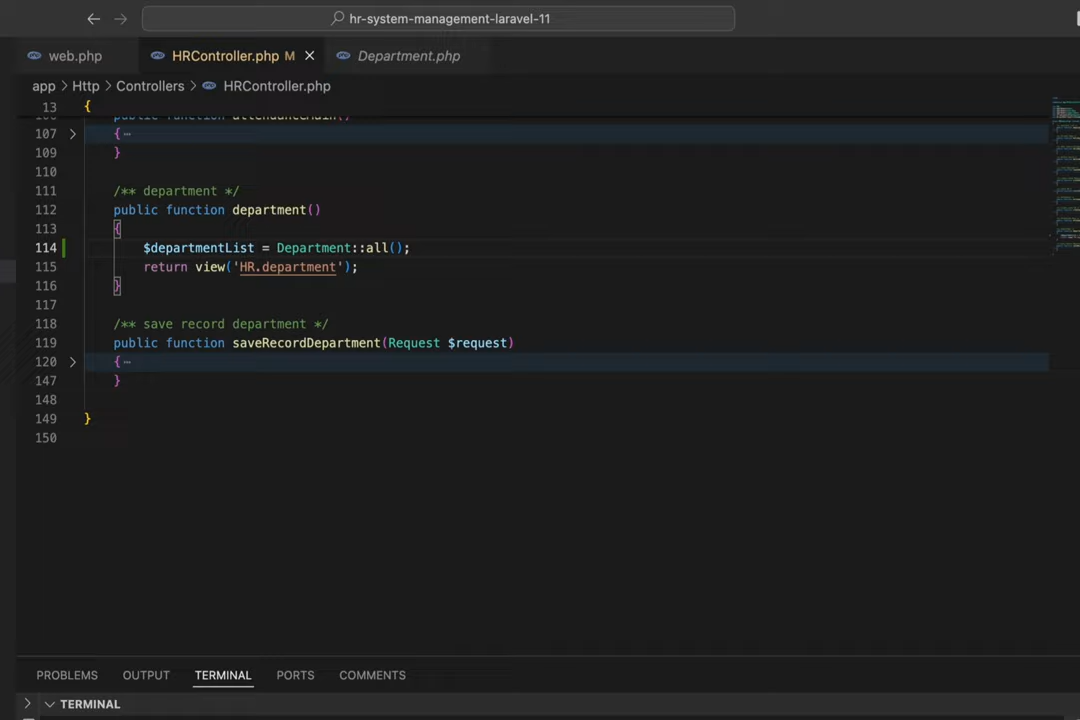 hr-system-management-laravel-11
web.php
HRController.php M
Department.php
app > Http > Controllers > HRController.php
13 {
107 {
109 }
110
111 /** department */
112 public function department()
113 {
114 $departmentList = Department::all();
115 return view('HR.department');
116 }
117
118 /** save record department */
119 public function saveRecordDepartment(Request $request)
120 {
147 }
148
149 }
150
PROBLEMS OUTPUT TERMINAL PORTS COMMENTS
TERMINAL